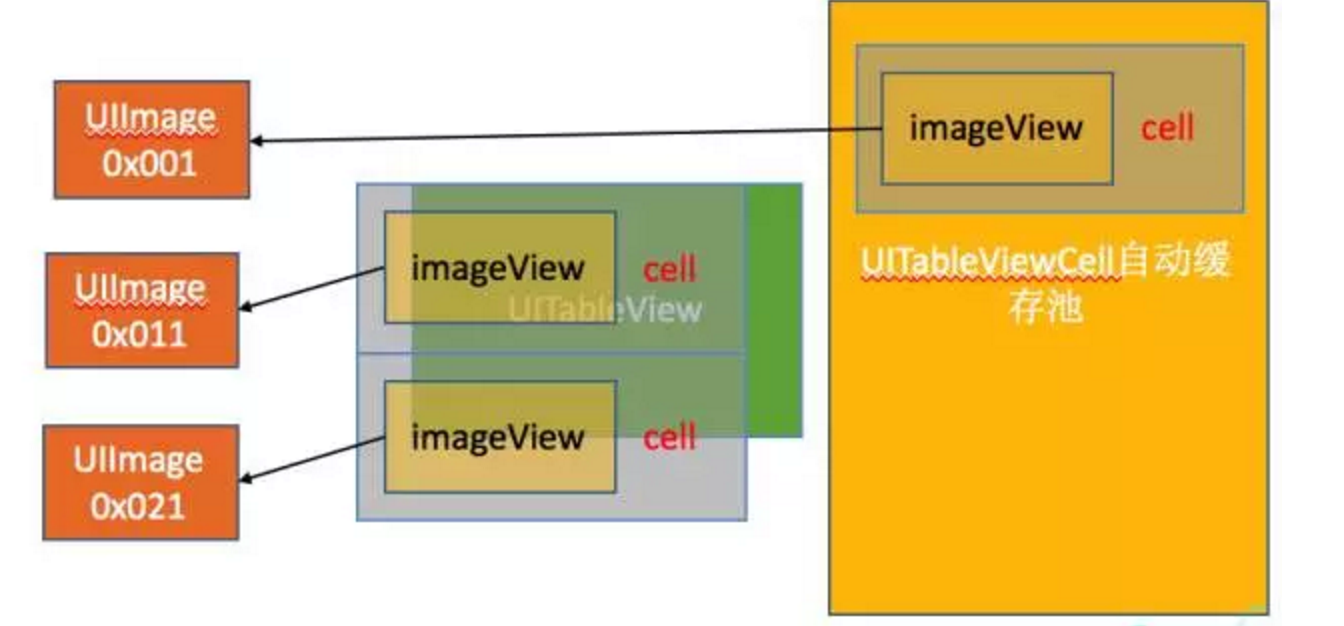 UIImage
0x001
imageView
cell
UITableViewCell自动缓
存池
imageView
cell
UITableView
UIImage
0x011
imageView
cell
UIImage
0x021